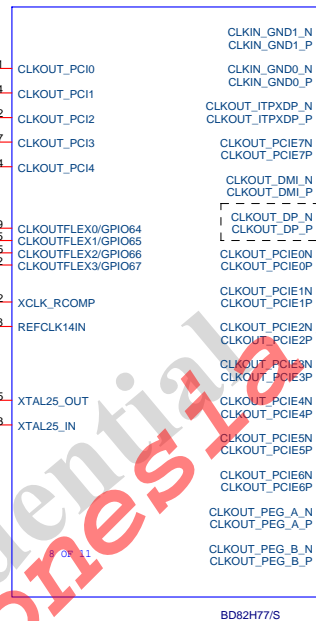 CLKIN_GND1_N
CLKIN_GND1_P
CLKOUT_PCI0
CLKIN_GND0_N
CLKIN_GND0_P
CLKOUT_PCI1
CLKOUT_ITPXDP_N
CLKOUT_PCI2
CLKOUT_ITPXDP_P
CLKOUT_PCI3
CLKOUT_PCIE7N
CLKOUT_PCIE7P
CLKOUT_PCI4
CLKOUT_DMI_N
CLKOUT_DMI_P
CLKOUT_DP_N
CLKOUTFLEX0/GPIO64
CLKOUT_DP_P
CLKOUTFLEX1/GPIO65
CLKOUTFLEX2/GPIO66
CLKOUT_PCIE0N
CLKOUTFLEX3/GPIO67
CLKOUT_PCIE0P
CLKOUT_PCIE1N
XCLK_RCOMP
CLKOUT_PCIE1P
REFCLK14IN
CLKOUT_PCIE2N
CLKOUT_PCIE2P
CLKOUT_PCIE3N
CLKOUT_PCIE3P
XTAL25_OUT
CLKOUT_PCIE4N
CLKOUT_PCIE4P
XTAL25_IN
CLKOUT_PCIE5N
CLKOUT_PCIE5P
CLKOUT_PCIE6N
CLKOUT_PCIE6P
CLKOUT_PEG_A_N
CLKOUT_PEG_A_P
8 OF 11
CLKOUT_PEG_B_N
CLKOUT_PEG_B_P
BD82H77/S
dential
onesia